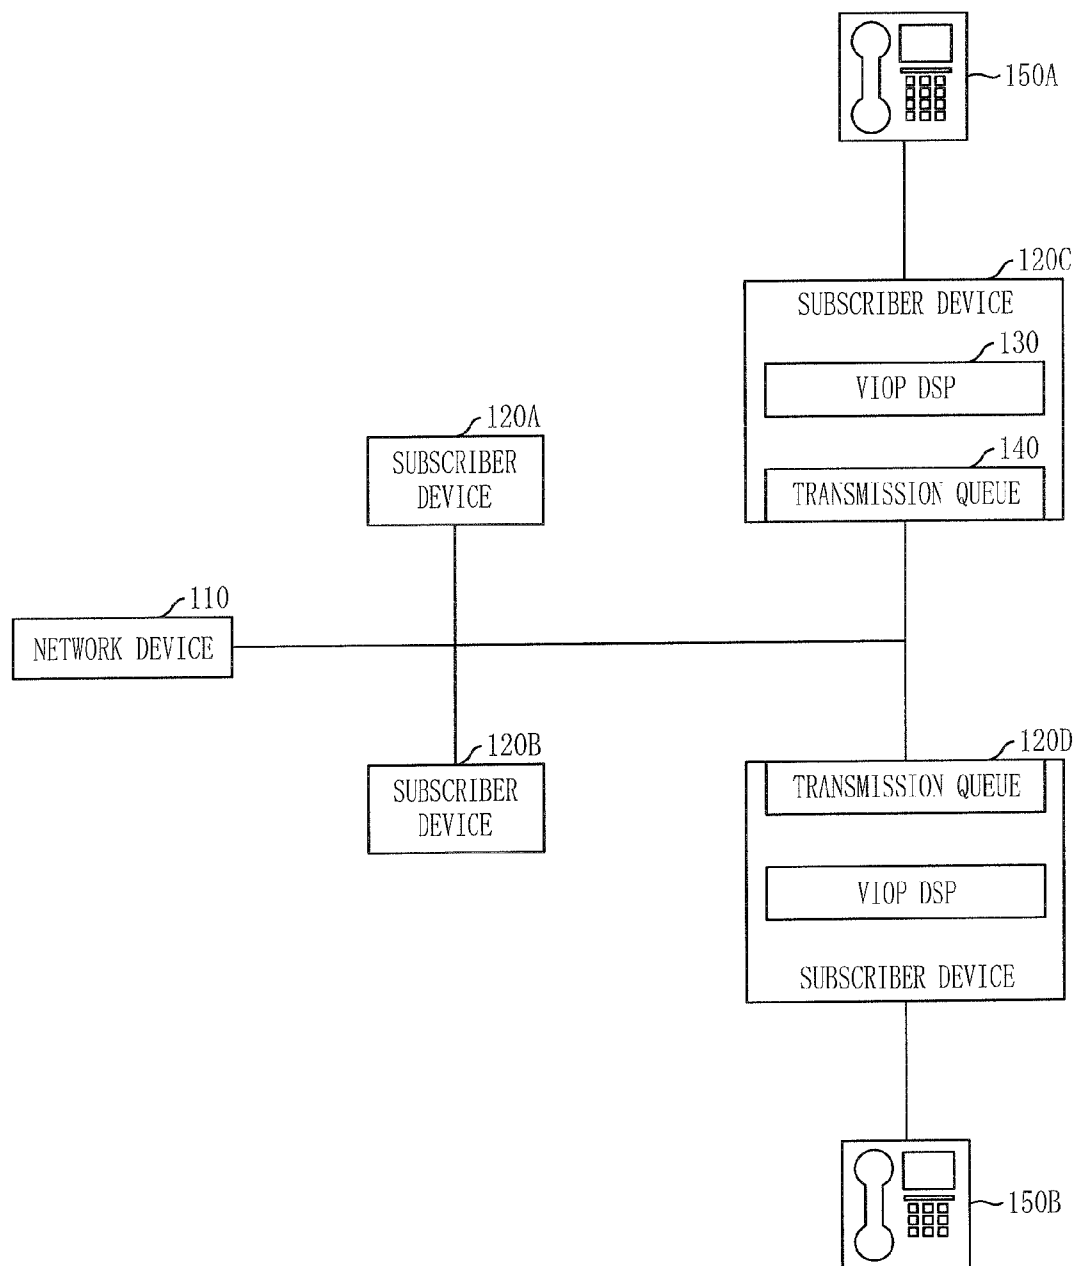 150A
120C
SUBSCRIBER DEVICE
130
VIOP DSP
120A
140
SUBSCRIBER
DEVICE
TRANSMISSION QUEUE
110
NETWORK DEVICE
120B
120D
SUBSCRIBER
DEVICE
TRANSMISSION QUEUE
VIOP DSP
SUBSCRIBER DEVICE
150B